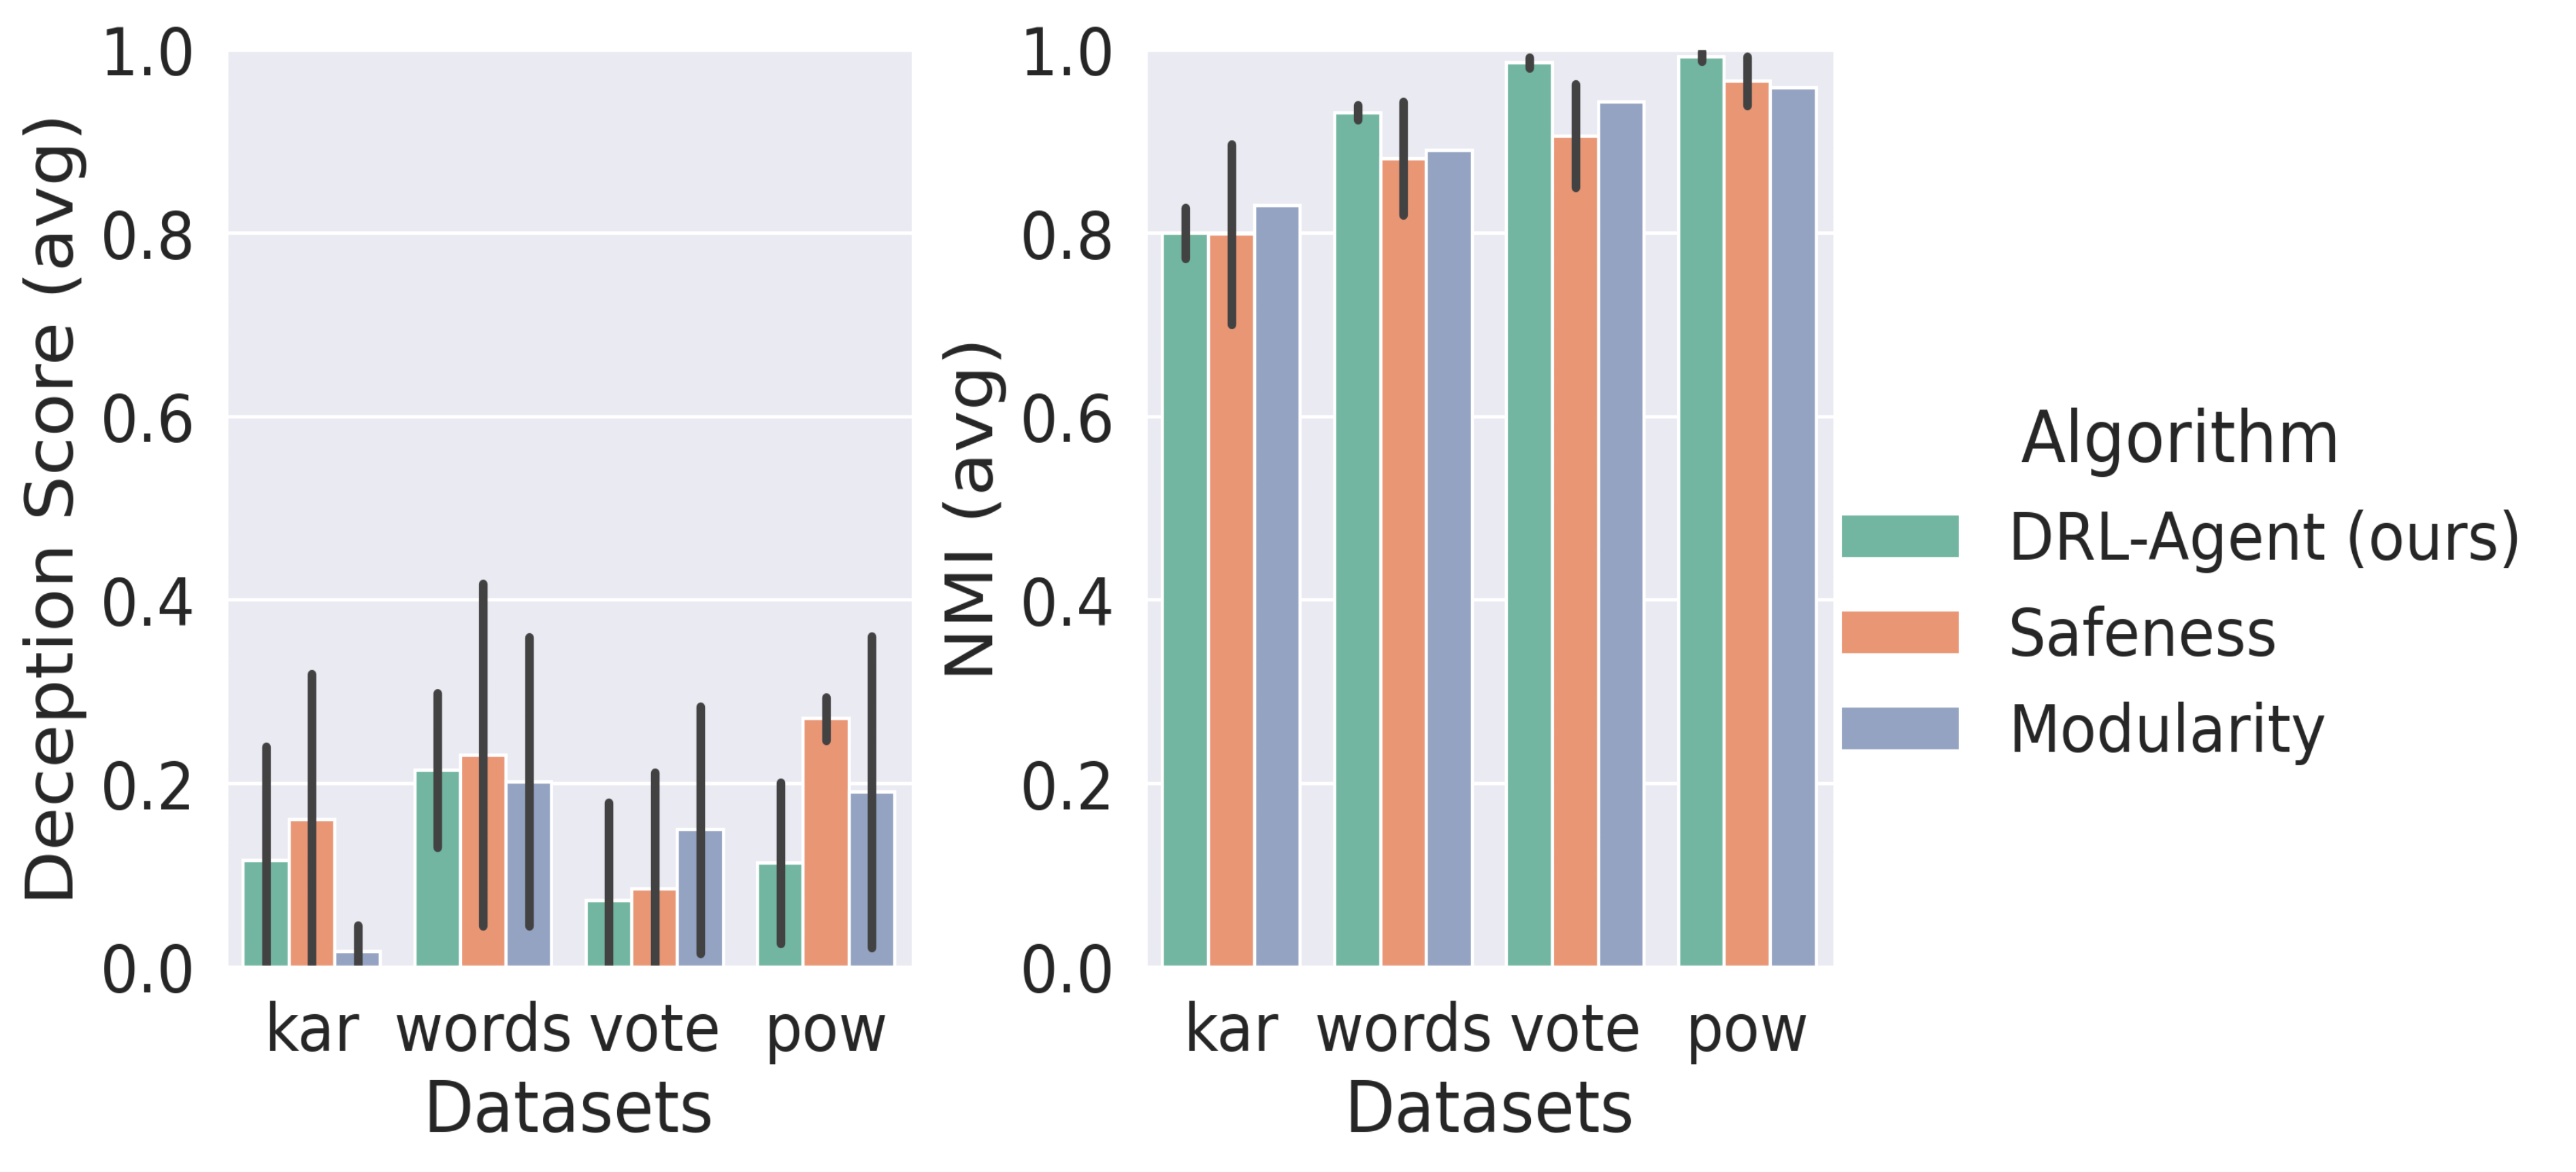 Deception Score (avg)
1.0
0.8
0.6
0.4
0.2
0.0
kar words vote pow
Datasets
NMI (avg)
1.0
0.8
0.6
0.4
0.2
0.0
kar words vote pow
Datasets
Algorithm
DRL-Agent (ours)
Safeness
Modularity